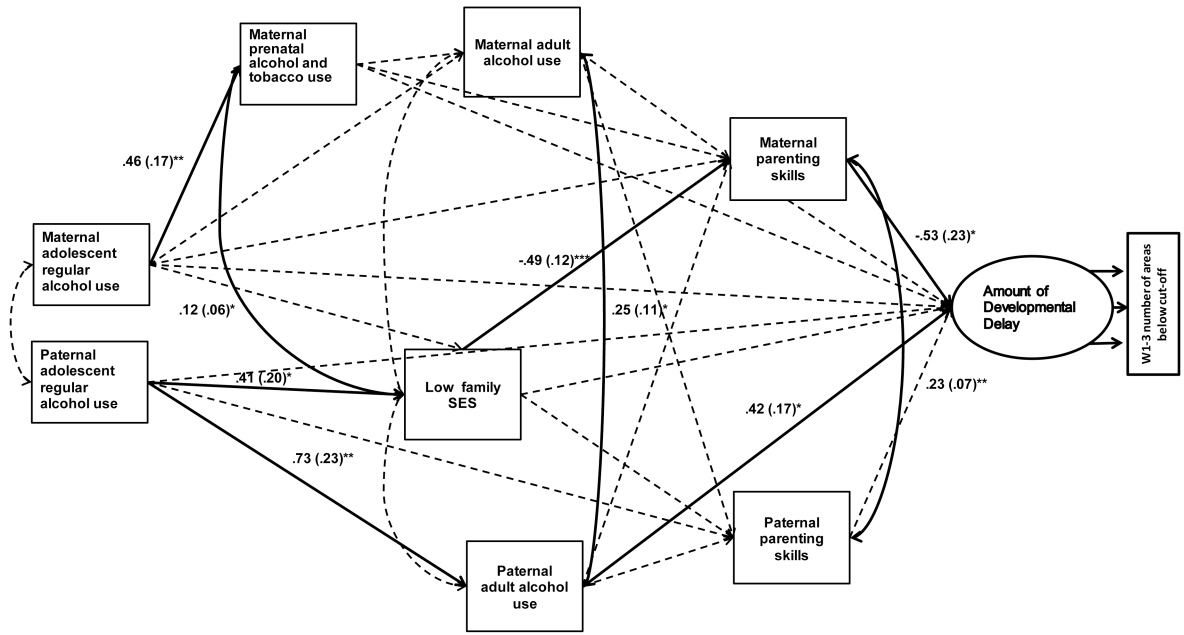 Maternal
prenatal
alcohol and
tobacco use
Maternal adult
alcohol use
Maternal
parenting
skills
.46 (.17)**
Maternal
adolescent
regular
alcohol use
-.53 (.23)*
-.49 (.12)***
.12 (.06)*
.25 (.11)*
Amount of
Developmental
Delay
W1-3 number of areas
below cut-off
Paternal
adolescent
regular
alcohol use
.41 (.20)*
Low family
SES
.23 (.07)**
.42 (.17)*
.73 (.23)**
Paternal
parenting
skills
Paternal
adult alcohol
use